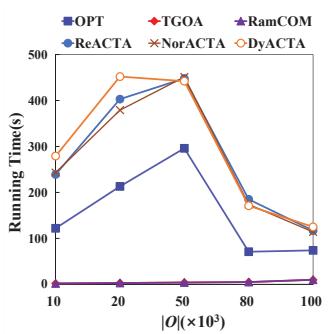 OPT TGOA RamCOM
ReACTA NorACTA DyACTA
500
400
300
200
100
0
Running Time(s)
10 20 50 80 100
|O|(×10³)